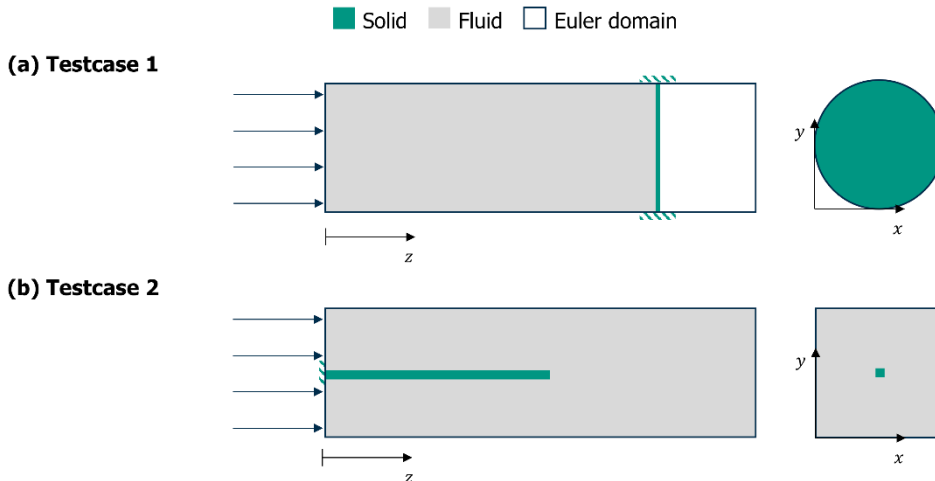 Solid Fluid Euler domain
(a) Testcase 1
y
x
z
(b) Testcase 2
y
x
z